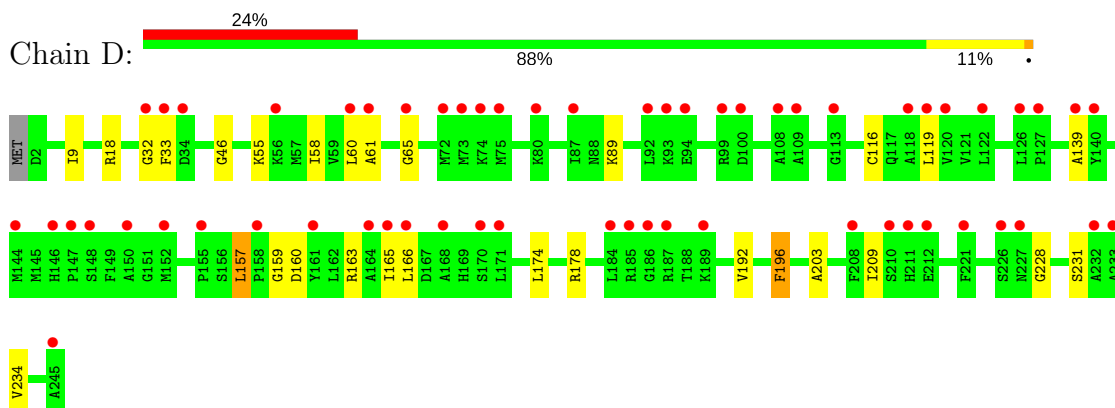 24%
Chain D:
88% 11% •
MET D2 I9 R18 G32 F33 D34 G46 K55 K56 M57 I58 V59 L60 A61 G65 M72 M73 K74 M75 K80 I87 N88 K89 L92 K93 E94 R99 D100 A108 A109 G113 C116 Q117 A118 L119 V120 V121 L122 L126 P127 A139 Y140
M144 M145 H146 P147 S148 F149 A150 G151 M152 P155 S156 L157 P158 G159 D160 Y161 L162 R163 A164 I165 L166 D167 A168 H169 S170 L171 L174 R178 L184 R185 G186 R187 T188 K189 V192 F196 A203 F208 I209 S210 H211 E212 F221 S226 N227 G228 S231 A232 A233
V234 A245